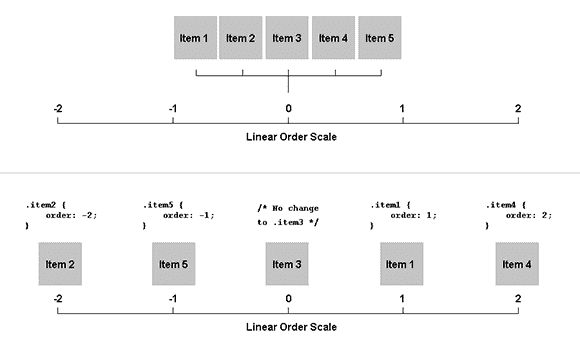 Item 1 Item 2 Item 3 Item 4 Item 5
-2 -1 0 1 2
Linear Order Scale
.item2 { .item5 { /* No change .item1 { .item4 {
order: -2; order: -1; to .item3 */ order: 1; order: 2;
} } } }
Item 2 Item 5 Item 3 Item 1 Item 4
-2 -1 0 1 2
Linear Order Scale